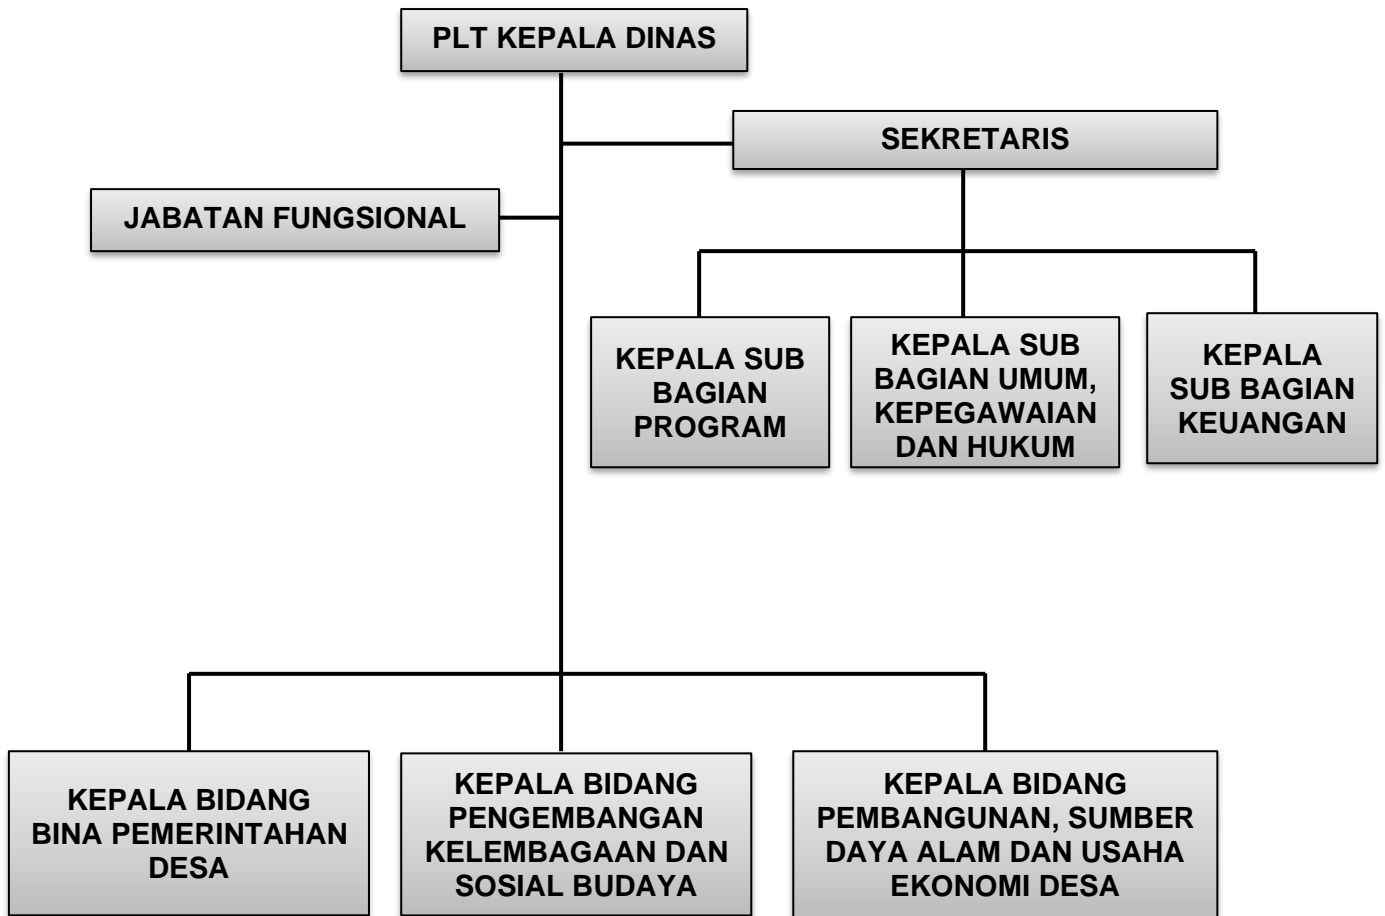 PLT KEPALA DINAS
SEKRETARIS
JABATAN FUNGSIONAL
KEPALA SUB
BAGIAN
PROGRAM
KEPALA SUB
BAGIAN UMUM,
KEPEGAWAIAN
DAN HUKUM
KEPALA
SUB BAGIAN
KEUANGAN
KEPALA BIDANG
BINA PEMERINTAHAN
DESA
KEPALA BIDANG
PENGEMBANGAN
KELEMBAGAAN DAN
SOSIAL BUDAYA
KEPALA BIDANG
PEMBANGUNAN, SUMBER
DAYA ALAM DAN USAHA
EKONOMI DESA